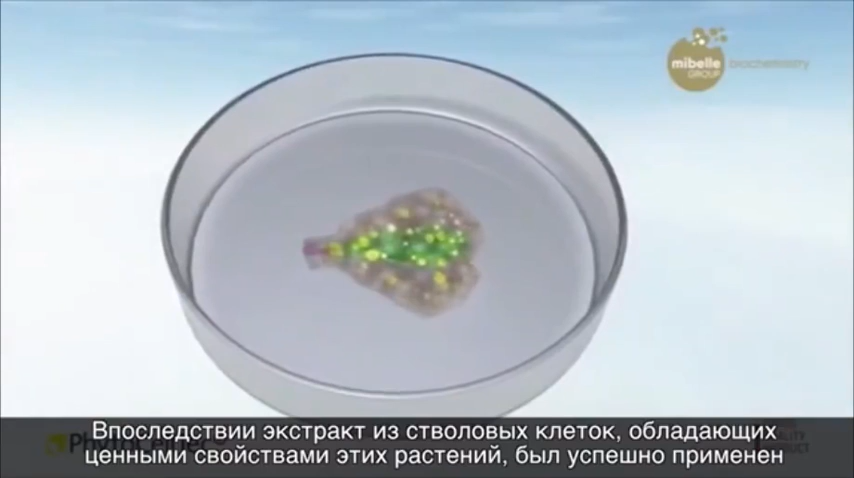 mibelle
GROUP
biochemistry
Впоследствии экстракт из стволовых клеток, обладающих
ценными свойствами этих растений, был успешно применен